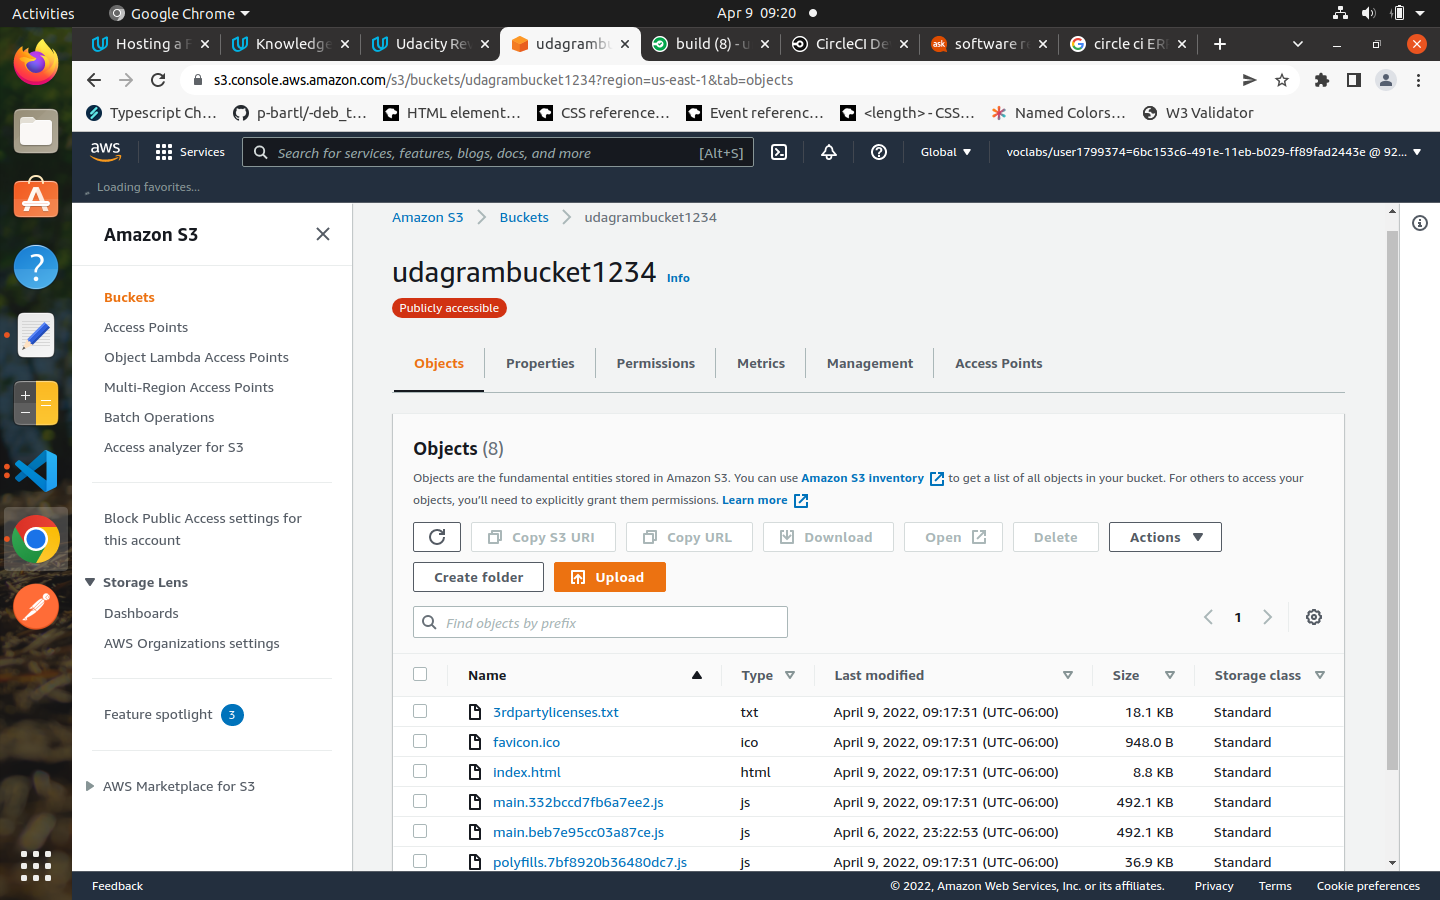 Activities
Google Chrome
Apr 9 09:20
Hosting a F
Knowledge
Udacity Rev
udagrambu
build (8) - u
CircleCI De
ask
software re
circle ci ERR
s3.console.aws.amazon.com/s3/buckets/udagrambucket1234?region=us-east-1&tab=objects
Typescript Ch...
p-bartl/-deb_t...
HTML element...
CSS reference...
Event referenc...
<length> - CSS...
Named Colors...
W3 Validator
aws
Services
Search for services, features, blogs, docs, and more
[Alt+S]
Global
voclabs/user1799374=6bc153c6-491e-11eb-b029-ff89fad2443e @ 92...
Loading favorites...
Amazon S3
Buckets
Access Points
Object Lambda Access Points
Multi-Region Access Points
Batch Operations
Access analyzer for S3
Block Public Access settings for
this account
Storage Lens
Dashboards
AWS Organizations settings
Feature spotlight
3
AWS Marketplace for S3
Amazon S3
Buckets
udagrambucket1234
udagrambucket1234
Info
Publicly accessible
Objects
Properties
Permissions
Metrics
Management
Access Points
Objects (8)
Objects are the fundamental entities stored in Amazon S3. You can use Amazon S3 inventory to get a list of all objects in your bucket. For others to access your
objects, you'll need to explicitly grant them permissions. Learn more
Copy S3 URI
Copy URL
Download
Open
Delete
Actions
Create folder
Upload
Find objects by prefix
1
Name Type Last modified Size Storage class
3rdpartylicenses.txt txt April 9, 2022, 09:17:31 (UTC-06:00) 18.1 KB Standard
favicon.ico ico April 9, 2022, 09:17:31 (UTC-06:00) 948.0 B Standard
index.html html April 9, 2022, 09:17:31 (UTC-06:00) 8.8 KB Standard
main.332bccd7fb6a7ee2.js js April 9, 2022, 09:17:31 (UTC-06:00) 492.1 KB Standard
main.beb7e95cc03a87ce.js js April 6, 2022, 23:22:53 (UTC-06:00) 492.1 KB Standard
polyfills.7bf8920b36480dc7.js js April 9, 2022, 09:17:31 (UTC-06:00) 36.9 KB Standard
Feedback
© 2022, Amazon Web Services, Inc. or its affiliates.
Privacy
Terms
Cookie preferences